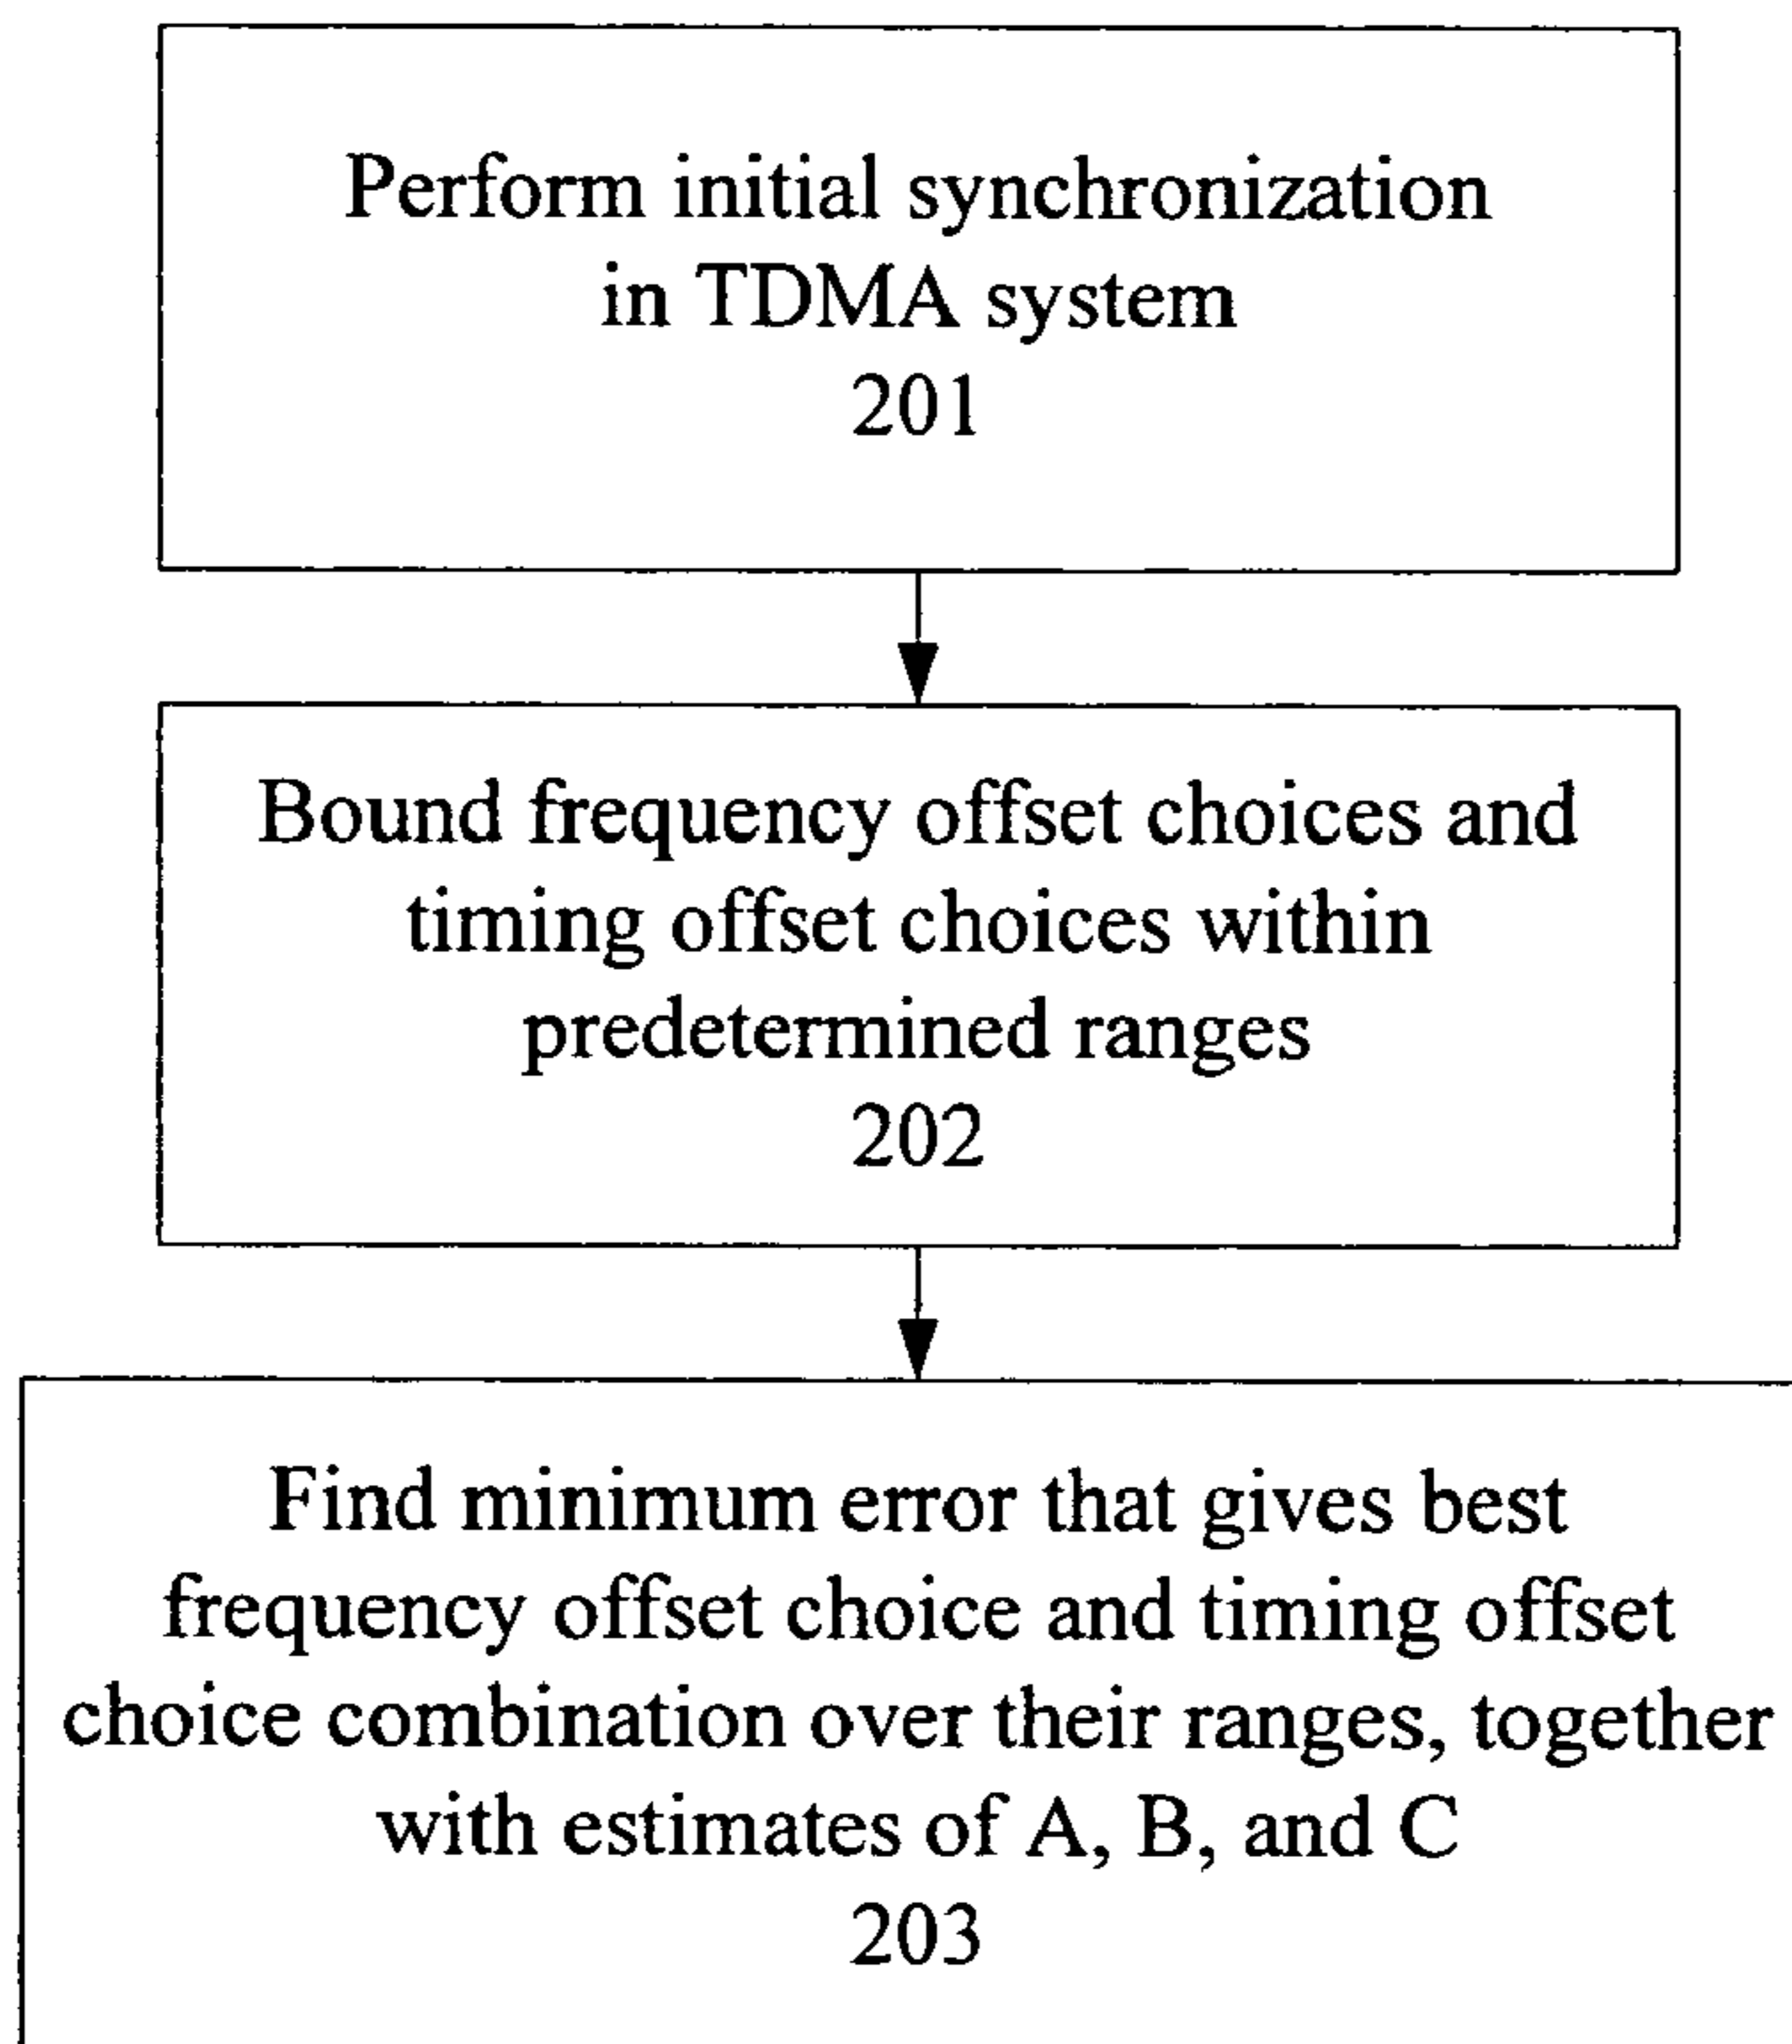 Perform initial synchronization
in TDMA system
201
Bound frequency offset choices and
timing offset choices within
predetermined ranges
202
Find minimum error that gives best
frequency offset choice and timing offset
choice combination over their ranges, together
with estimates of A, B, and C
203